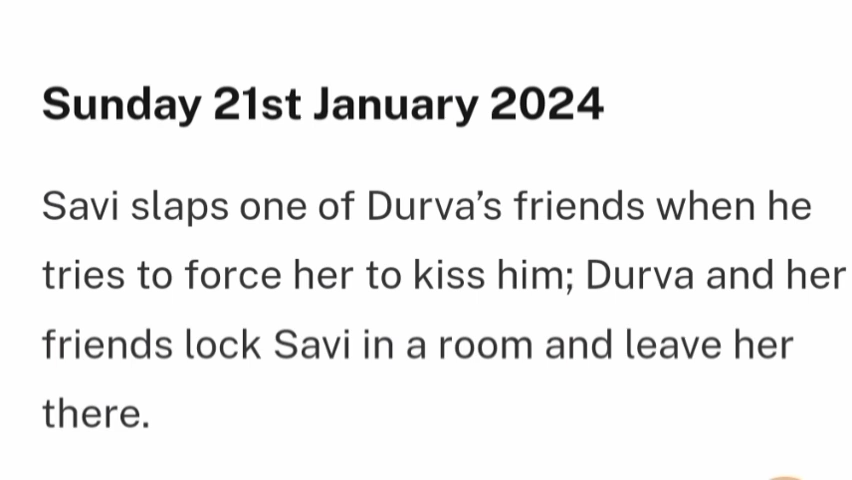 Sunday 21st January 2024
Savi slaps one of Durva’s friends when he
tries to force her to kiss him; Durva and her
friends lock Savi in a room and leave her
there.